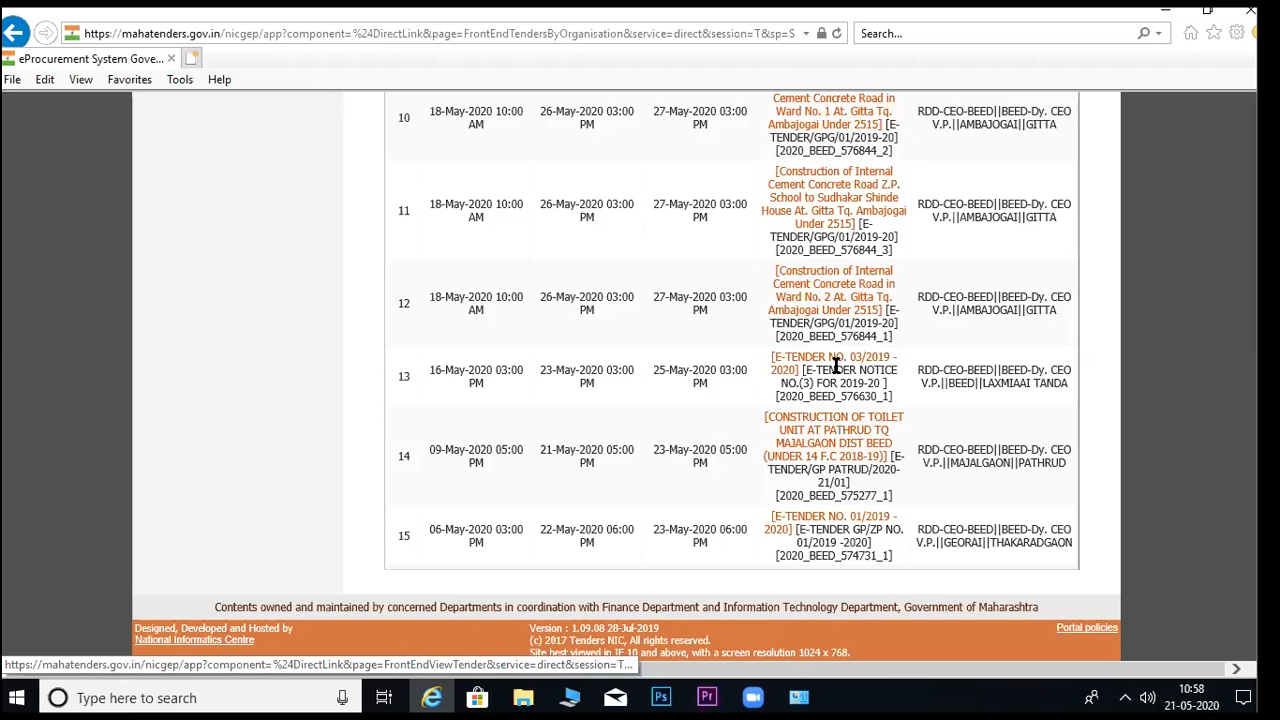 https://mahatenders.gov.in/nicgep/app?component=%24DirectLink&page=FrontEndTendersByOrganisation&service=direct&session=T&sp=S
Search...
eProcurement System Gove...
File Edit View Favorites Tools Help
10
18-May-2020 10:00
AM
26-May-2020 03:00
PM
27-May-2020 03:00
PM
Cement Concrete Road in
Ward No. 1 At. Gitta Tq.
Ambajogai Under 2515] [E-
TENDER/GPG/01/2019-20]
[2020_BEED_576844_2]
RDD-CEO-BEED||BEED-Dy. CEO
V.P.||AMBAJOGAI||GITTA
11
18-May-2020 10:00
AM
26-May-2020 03:00
PM
27-May-2020 03:00
PM
[Construction of Internal
Cement Concrete Road Z.P.
School to Sudhakar Shinde
House At. Gitta Tq. Ambajogai
Under 2515] [E-
TENDER/GPG/01/2019-20]
[2020_BEED_576844_3]
RDD-CEO-BEED||BEED-Dy. CEO
V.P.||AMBAJOGAI||GITTA
12
18-May-2020 10:00
AM
26-May-2020 03:00
PM
27-May-2020 03:00
PM
[Construction of Internal
Cement Concrete Road in
Ward No. 2 At. Gitta Tq.
Ambajogai Under 2515] [E-
TENDER/GPG/01/2019-20]
[2020_BEED_576844_1]
RDD-CEO-BEED||BEED-Dy. CEO
V.P.||AMBAJOGAI||GITTA
13
16-May-2020 03:00
PM
23-May-2020 03:00
PM
25-May-2020 03:00
PM
[E-TENDER NO. 03/2019 -
2020] [E-TENDER NOTICE
NO.(3) FOR 2019-20 ]
[2020_BEED_576630_1]
RDD-CEO-BEED||BEED-Dy. CEO
V.P.||BEED||LAXMIAAI TANDA
14
09-May-2020 05:00
PM
21-May-2020 05:00
PM
23-May-2020 05:00
PM
[CONSTRUCTION OF TOILET
UNIT AT PATHRUD TQ
MAJALGAON DIST BEED
(UNDER 14 F.C 2018-19)] [E-
TENDER/GP PATRUD/2020-
21/01]
[2020_BEED_575277_1]
RDD-CEO-BEED||BEED-Dy. CEO
V.P.||MAJALGAON||PATHRUD
15
06-May-2020 03:00
PM
22-May-2020 06:00
PM
23-May-2020 06:00
PM
[E-TENDER NO. 01/2019 -
2020] [E-TENDER GP/ZP NO.
01/2019 -2020]
[2020_BEED_574731_1]
RDD-CEO-BEED||BEED-Dy. CEO
V.P.||GEORAI||THAKARADGAON
Contents owned and maintained by concerned Departments in coordination with Finance Department and Information Technology Department, Government of Maharashtra
Designed, Developed and Hosted by
National Informatics Centre
Version : 1.09.08 28-Jul-2019
(c) 2017 Tenders NIC, All rights reserved.
Site best viewed in IE 10 and above, with a screen resolution 1024 x 768.
Portal policies
https://mahatenders.gov.in/nicgep/app?component=%24DirectLink&page=FrontEndViewTender&service=direct&session=T...
Type here to search
Ps
Pr
10:58
21-05-2020